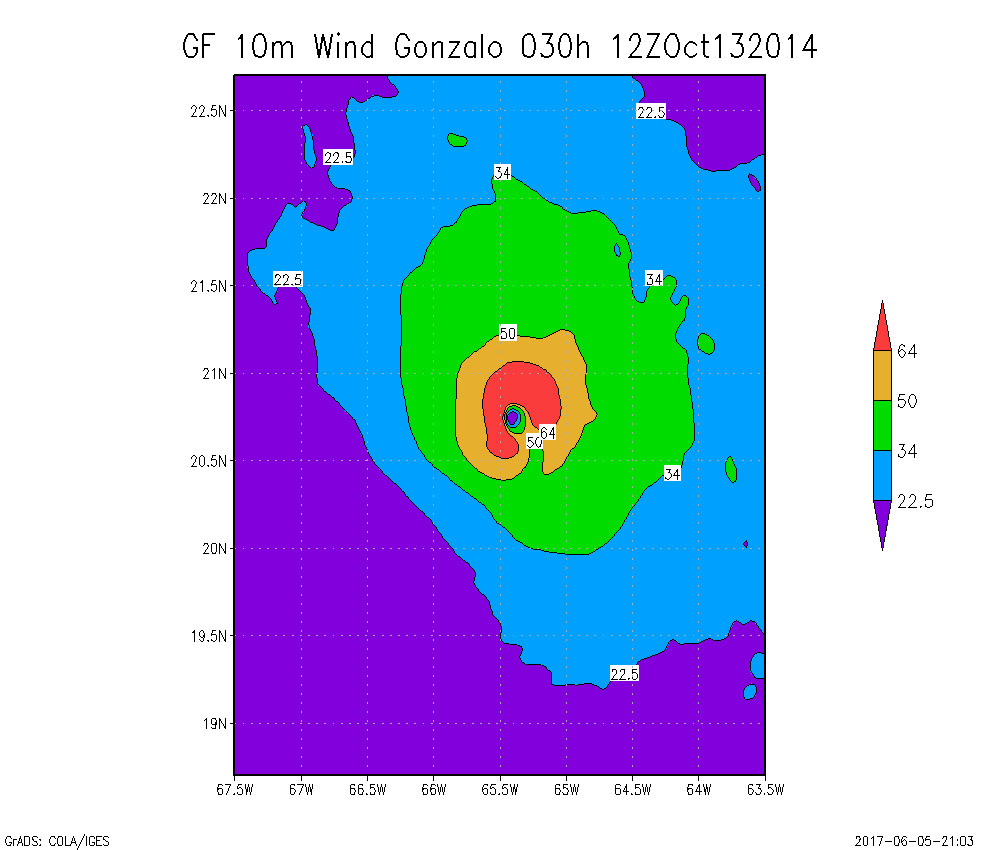 GF 10m Wind Gonzalo 030h 12Z0ct132014
22.5N
22N
21.5N
21N
20.5N
20N
19.5N
19N
67.5W 67W 66.5W 66W 65.5W 65W 64.5W 64W 63.5W
22.5
22.5
34
22.5
34
50
64
50
34
22.5
64
50
34
22.5
GrADS: COLA/IGES
2017-06-05-21:03